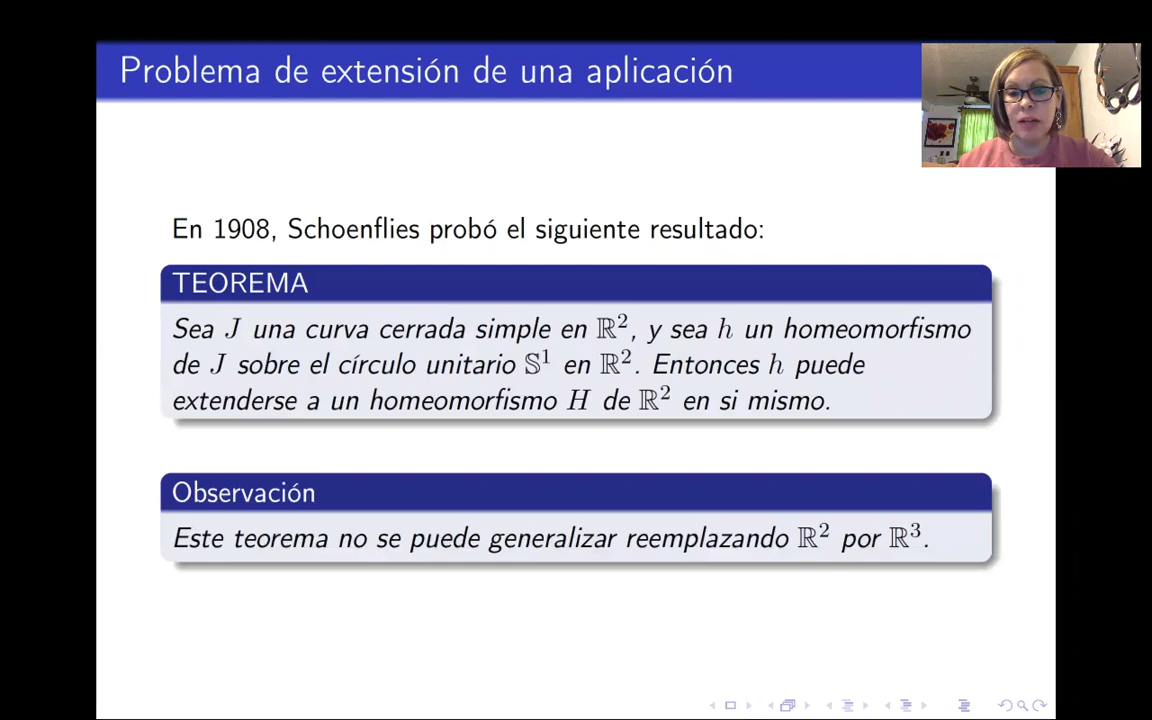 Problema de extensión de una aplicación
En 1908, Schoenflies probó el siguiente resultado:
TEOREMA
Sea J una curva cerrada simple en ℝ², y sea h un homeomorfismo
de J sobre el círculo unitario 𝕊¹ en ℝ². Entonces h puede
extenderse a un homeomorfismo H de ℝ² en si mismo.
Observación
Este teorema no se puede generalizar reemplazando ℝ² por ℝ³.